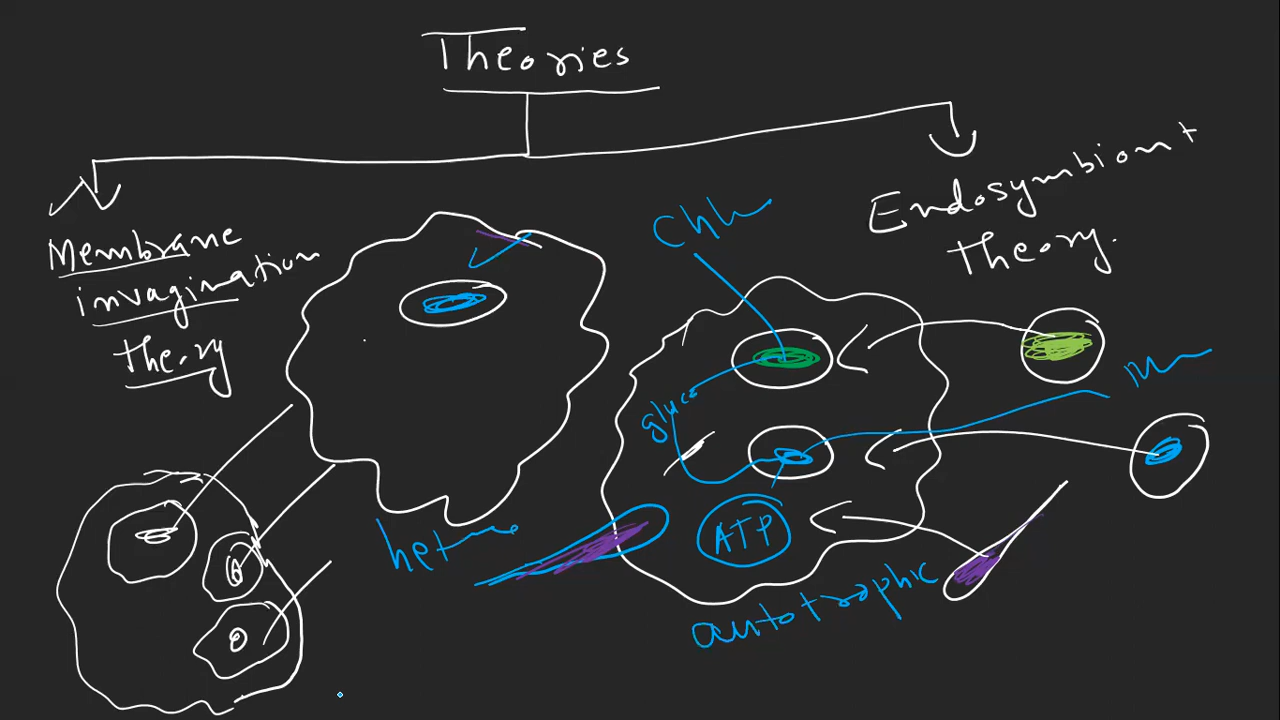 Theories
Membrane
invagination
theory
Endosymbiont
theory.
Chl
gluc
ATP
het
autotrophic